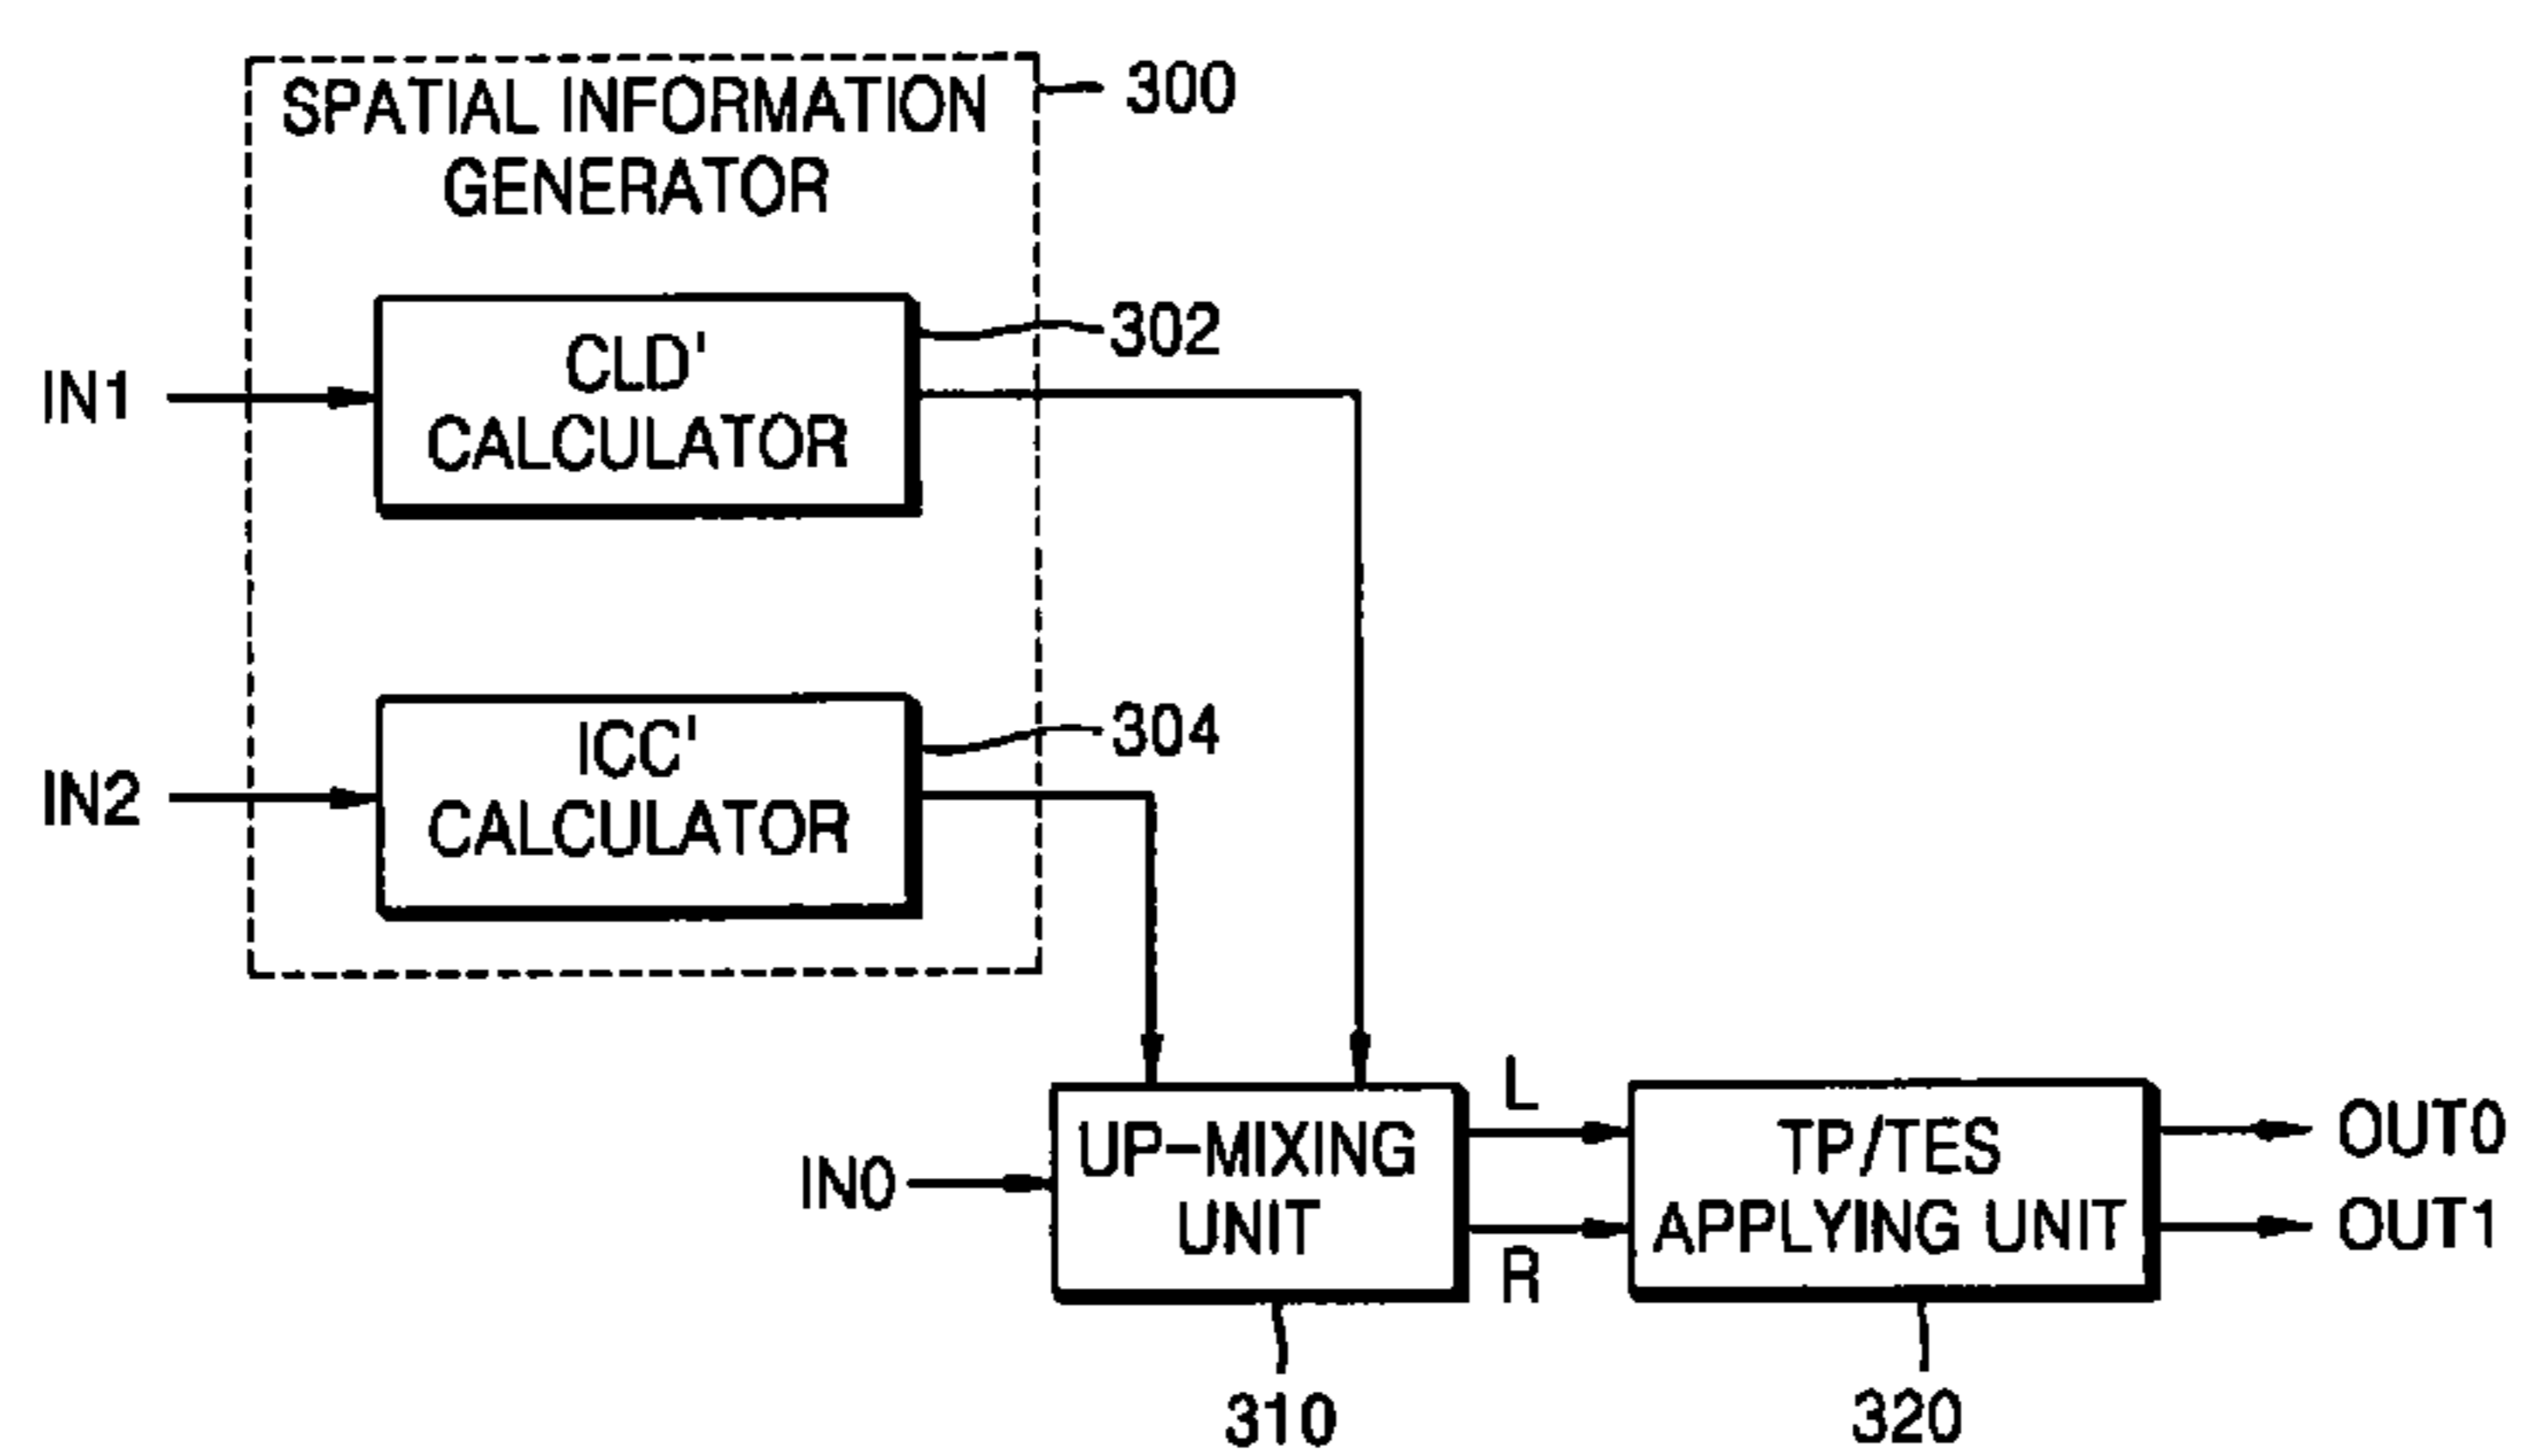 SPATIAL INFORMATION
GENERATOR
300
302
CLD'
CALCULATOR
IN1
304
ICC'
CALCULATOR
IN2
L
UP-MIXING
UNIT
IN0
R
TP/TES
APPLYING UNIT
OUT0
OUT1
310
320